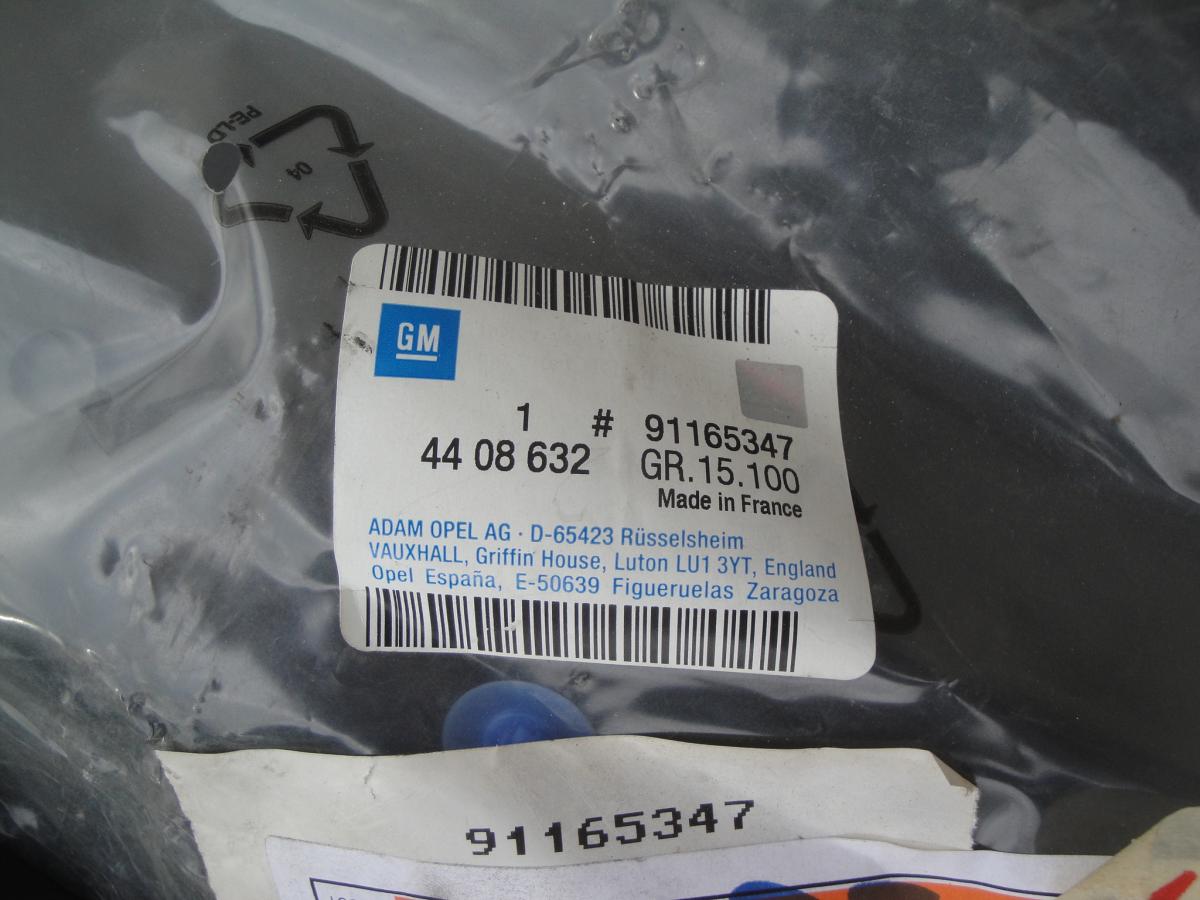 PE-LD
04
GM
1 # 91165347
44 08 632 GR.15.100
Made in France
ADAM OPEL AG · D-65423 Rüsselsheim
VAUXHALL, Griffin House, Luton LU1 3YT, England
Opel España, E-50639 Figueruelas Zaragoza
91165347